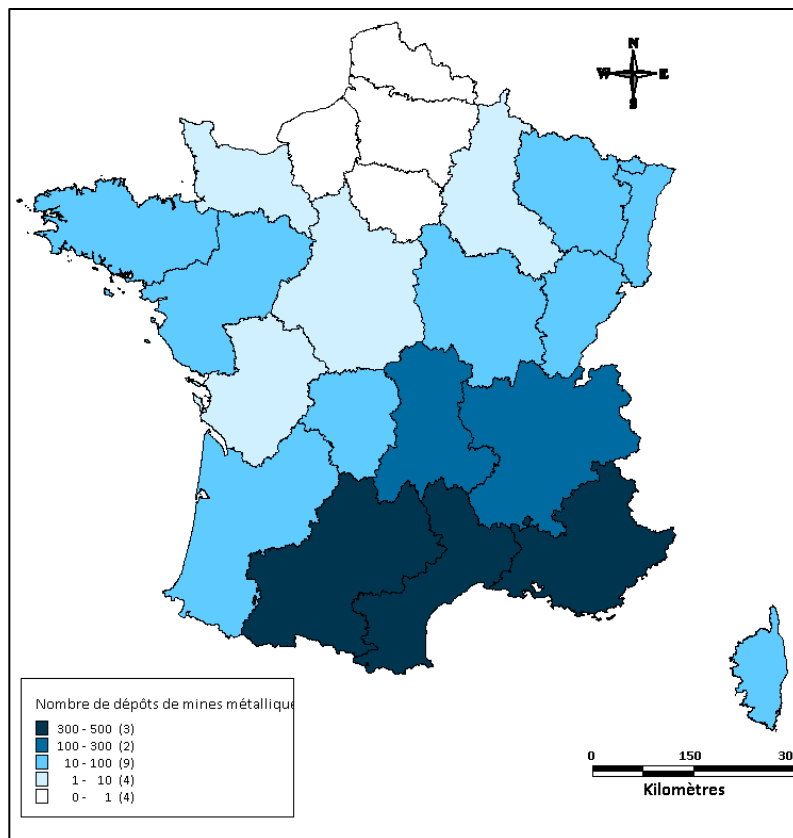 N
W E
S
Nombre de dépôts de mines métallique
300 - 500 (3)
100 - 300 (2)
10 - 100 (9)
1 - 10 (4)
0 - 1 (4)
0 150 30
Kilomètres